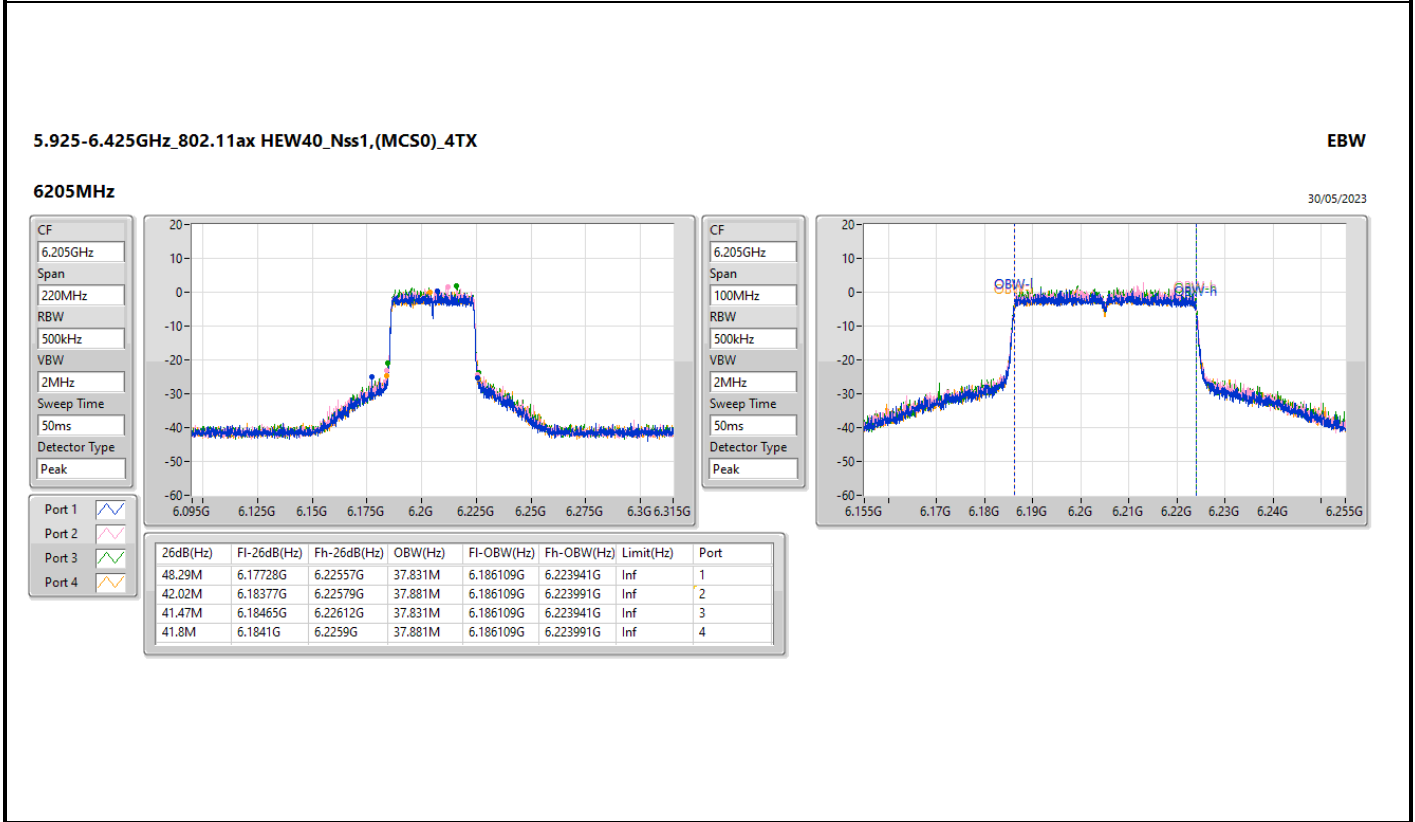 5.925-6.425GHz_802.11ax HEW40_Nss1,(MCS0)_4TX
EBW
6205MHz
30/05/2023
CF
6.205GHz
Span
220MHz
RBW
500kHz
VBW
2MHz
Sweep Time
50ms
Detector Type
Peak
20
10
0
-10
-20
-30
-40
-50
-60
6.095G 6.125G 6.15G 6.175G 6.2G 6.225G 6.25G 6.275G 6.3G 6.315G
CF
6.205GHz
Span
100MHz
RBW
500kHz
VBW
2MHz
Sweep Time
50ms
Detector Type
Peak
20
10
0
-10
-20
-30
-40
-50
-60
OBW-l
OBW-h
6.155G 6.17G 6.18G 6.19G 6.2G 6.21G 6.22G 6.23G 6.24G 6.255G
Port 1
Port 2
Port 3
Port 4
26dB(Hz) Fl-26dB(Hz) Fh-26dB(Hz) OBW(Hz) Fl-OBW(Hz) Fh-OBW(Hz) Limit(Hz) Port
48.29M 6.17728G 6.22557G 37.831M 6.186109G 6.223941G Inf 1
42.02M 6.18377G 6.22579G 37.881M 6.186109G 6.223991G Inf 2
41.47M 6.18465G 6.22612G 37.831M 6.186109G 6.223941G Inf 3
41.8M 6.1841G 6.2259G 37.881M 6.186109G 6.223991G Inf 4